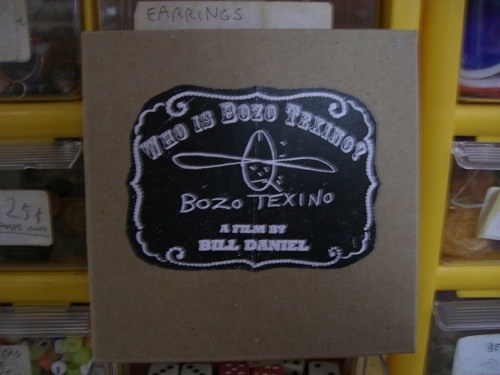 EARRINGS
WHO IS BOZO TEXINO?
BOZO TEXINO
A FILM BY
BILL DANIEL
25¢